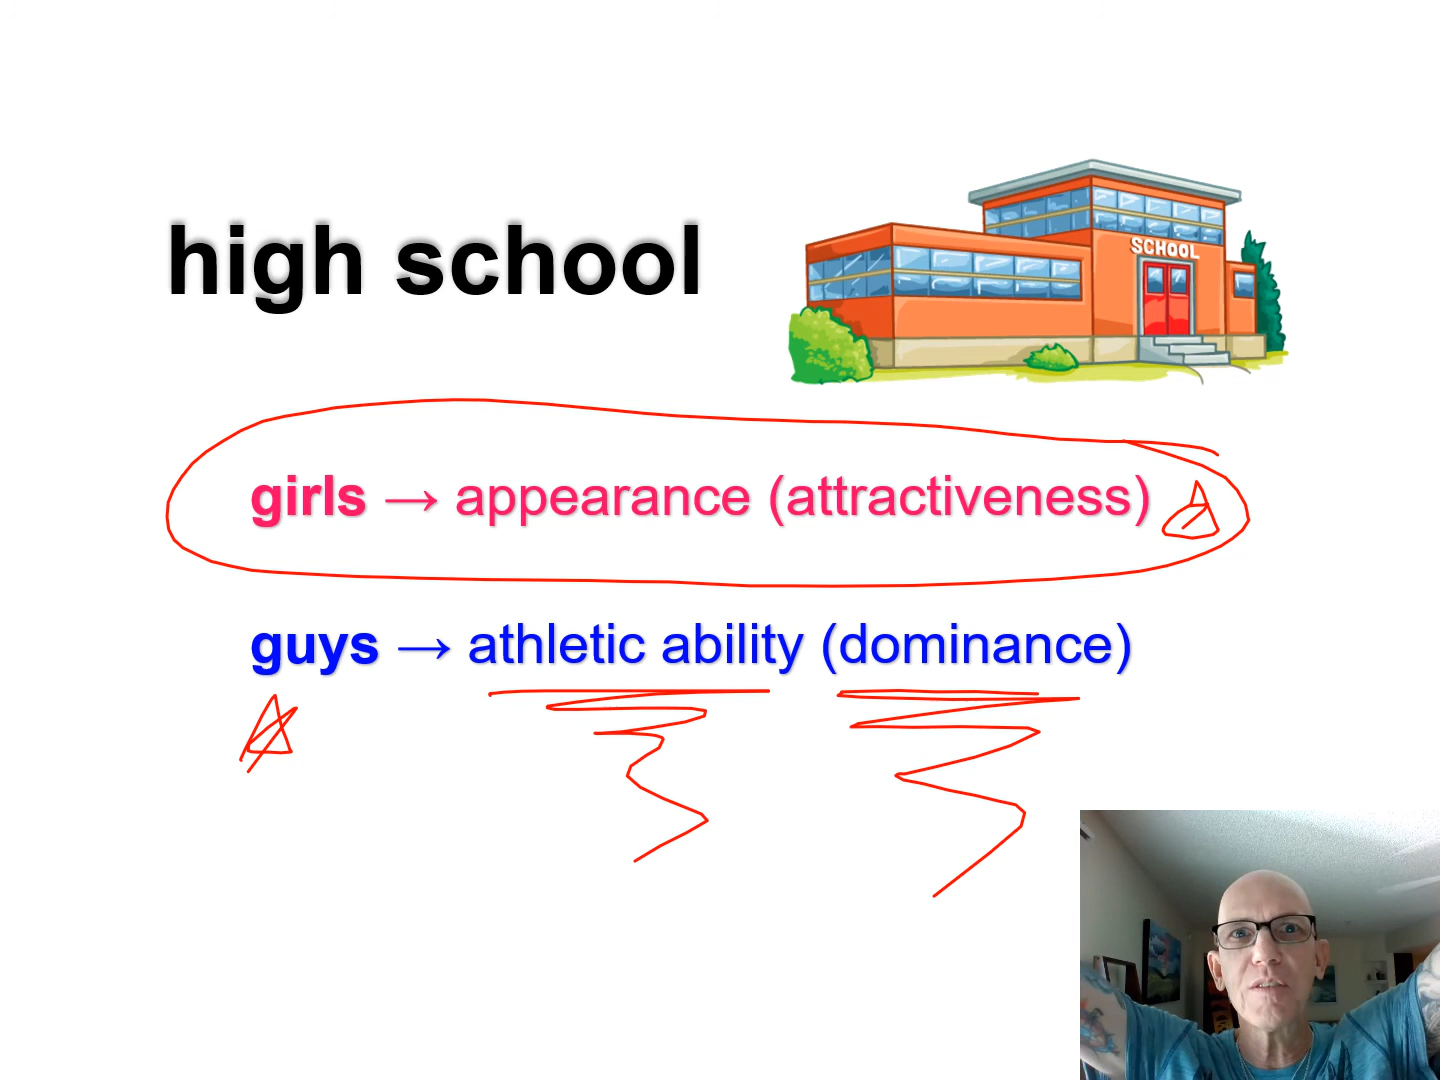 high school
SCHOOL
girls → appearance (attractiveness)
guys → athletic ability (dominance)